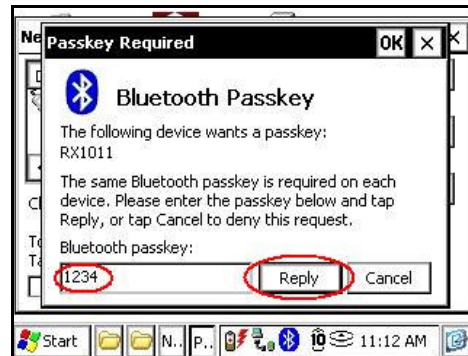 Ne
Passkey Required OK ×
Bluetooth Passkey
The following device wants a passkey:
RX1011
The same Bluetooth passkey is required on each
device. Please enter the passkey below and tap
Reply, or tap Cancel to deny this request.
Bluetooth passkey:
1234 Reply Cancel
Start N.. P.. 10 11:12 AM